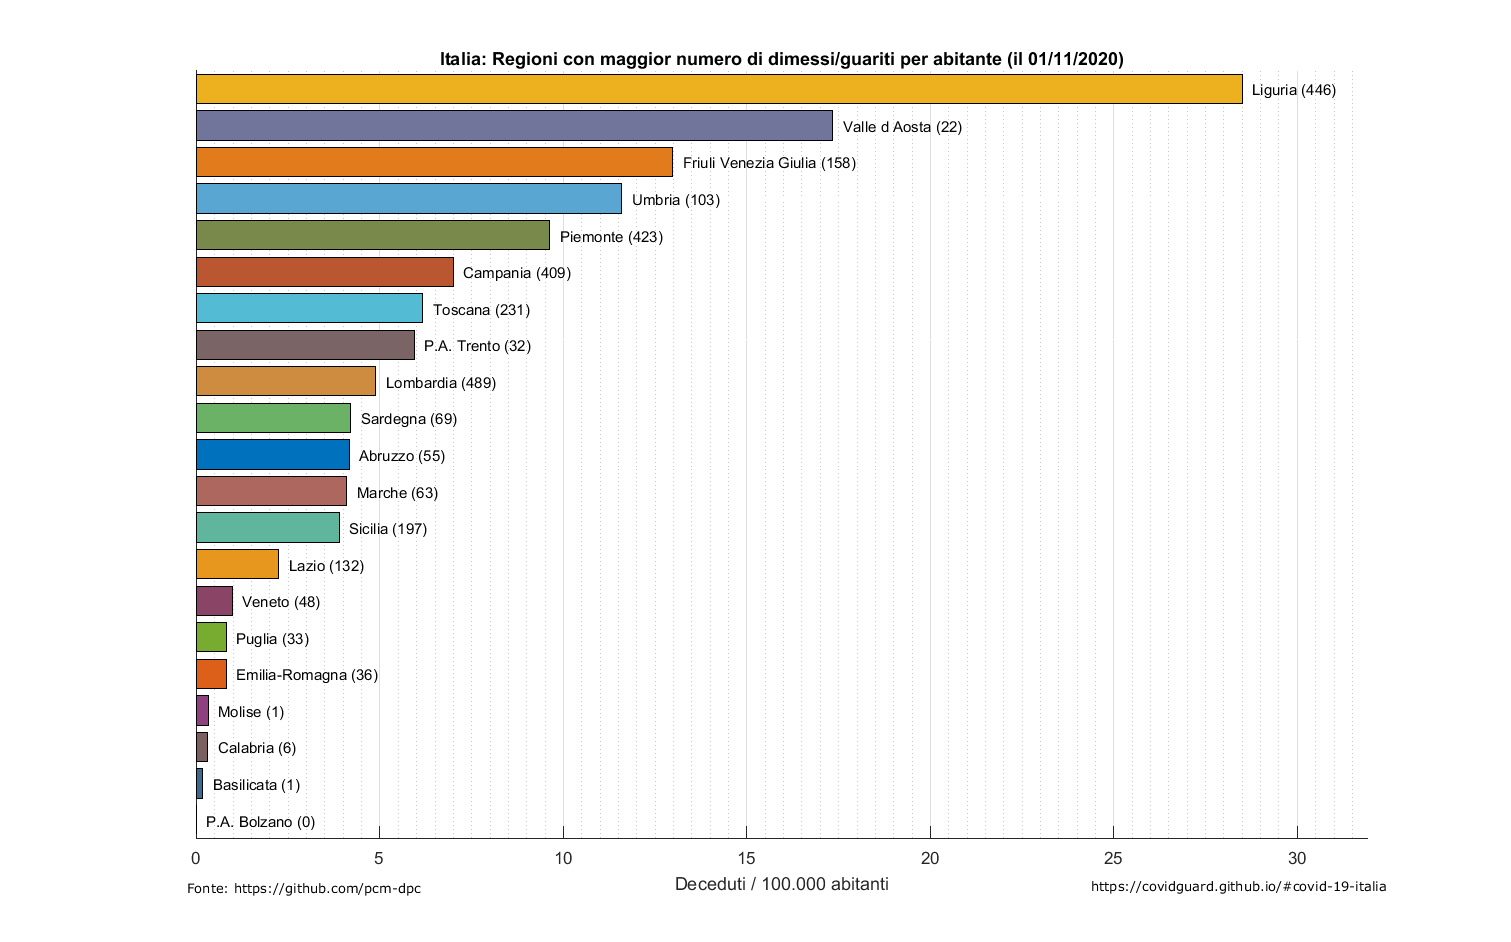 Italia: Regioni con maggior numero di dimessi/guariti per abitante (il 01/11/2020)
Liguria (446)
Valle d Aosta (22)
Friuli Venezia Giulia (158)
Umbria (103)
Piemonte (423)
Campania (409)
Toscana (231)
P.A. Trento (32)
Lombardia (489)
Sardegna (69)
Abruzzo (55)
Marche (63)
Sicilia (197)
Lazio (132)
Veneto (48)
Puglia (33)
Emilia-Romagna (36)
Molise (1)
Calabria (6)
Basilicata (1)
P.A. Bolzano (0)
0 5 10 15 20 25 30
Deceduti / 100.000 abitanti
Fonte: https://github.com/pcm-dpc
https://covidguard.github.io/#covid-19-italia